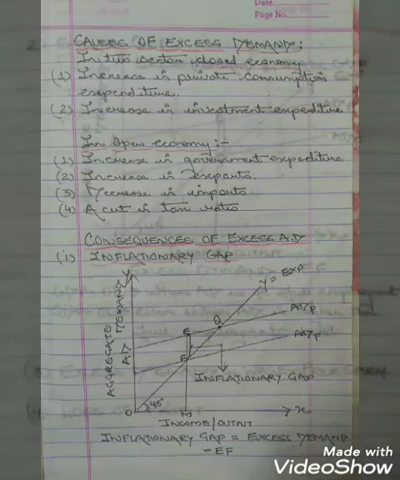 Date
Page No.
CAUSES OF EXCESS DEMAND:
In two sector closed economy
(1) Increase in private consumption
expenditure.
(2) Increase in investment expenditure
In Open economy:-
(1) Increase in government expenditure
(2) Increase in exports.
(3) Decrease in imports
(4) A cut in tax rates
CONSEQUENCES OF EXCESS A.D
(i) INFLATIONARY GAP
Y
Y = EXP
AGGREGATE DEMAND
AD
E
Q
F
INFLATIONARY GAP
O
45°
M
X
INCOME/OUTPUT
INFLATIONARY GAP = EXCESS DEMAND
= EF
Made with
VideoShow